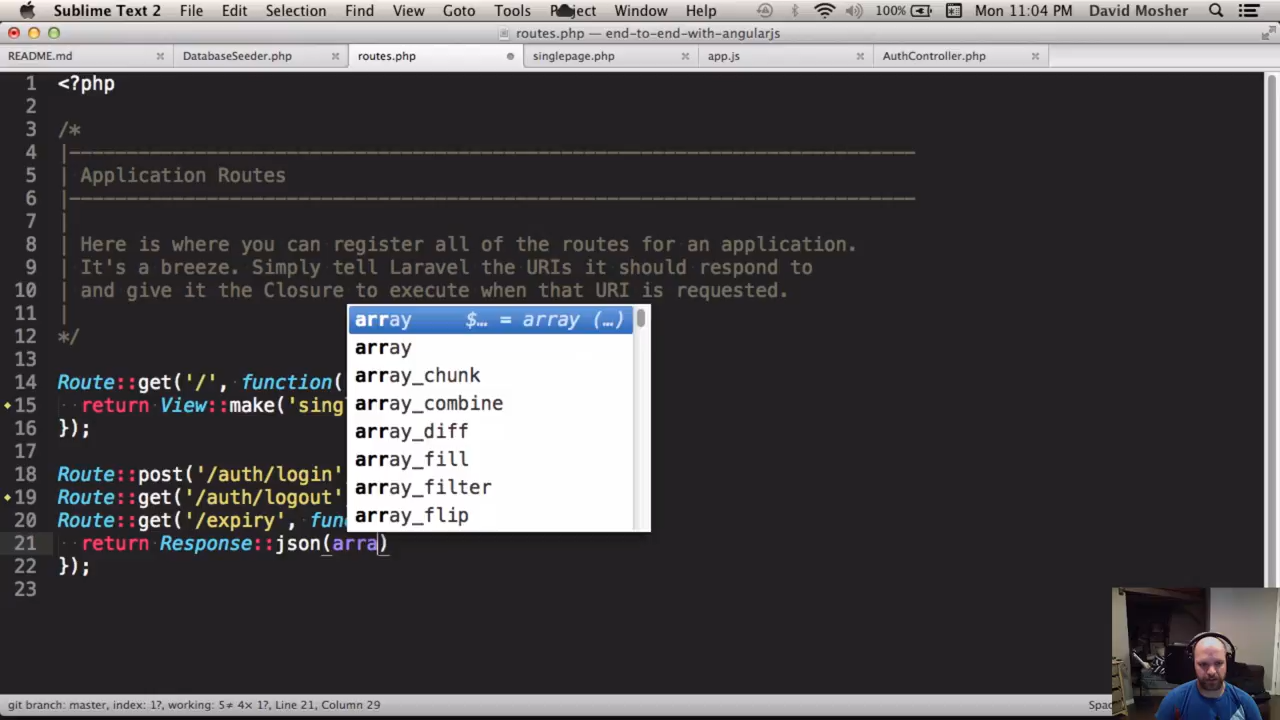 Sublime Text 2 File Edit Selection Find View Goto Tools Project Window Help 100% Mon 11:04 PM David Mosher
routes.php — end-to-end-with-angularjs
README.md DatabaseSeeder.php routes.php singlepage.php app.js AuthController.php
1 <?php
2
3 /*
4 |--------------------------------------------------------------------------
5 | Application Routes
6 |--------------------------------------------------------------------------
7 |
8 | Here is where you can register all of the routes for an application.
9 | It's a breeze. Simply tell Laravel the URIs it should respond to
10 | and give it the Closure to execute when that URI is requested.
11 |
12 */
13
14 Route::get('/', function(
15 return View::make('sing
16 });
17
18 Route::post('/auth/login'
19 Route::get('/auth/logout'
20 Route::get('/expiry', fun
21 return Response::json(arra)
22 });
23
array $… = array (…)
array
array_chunk
array_combine
array_diff
array_fill
array_filter
array_flip
git branch: master, index: 1?, working: 5≠ 4× 1?, Line 21, Column 29